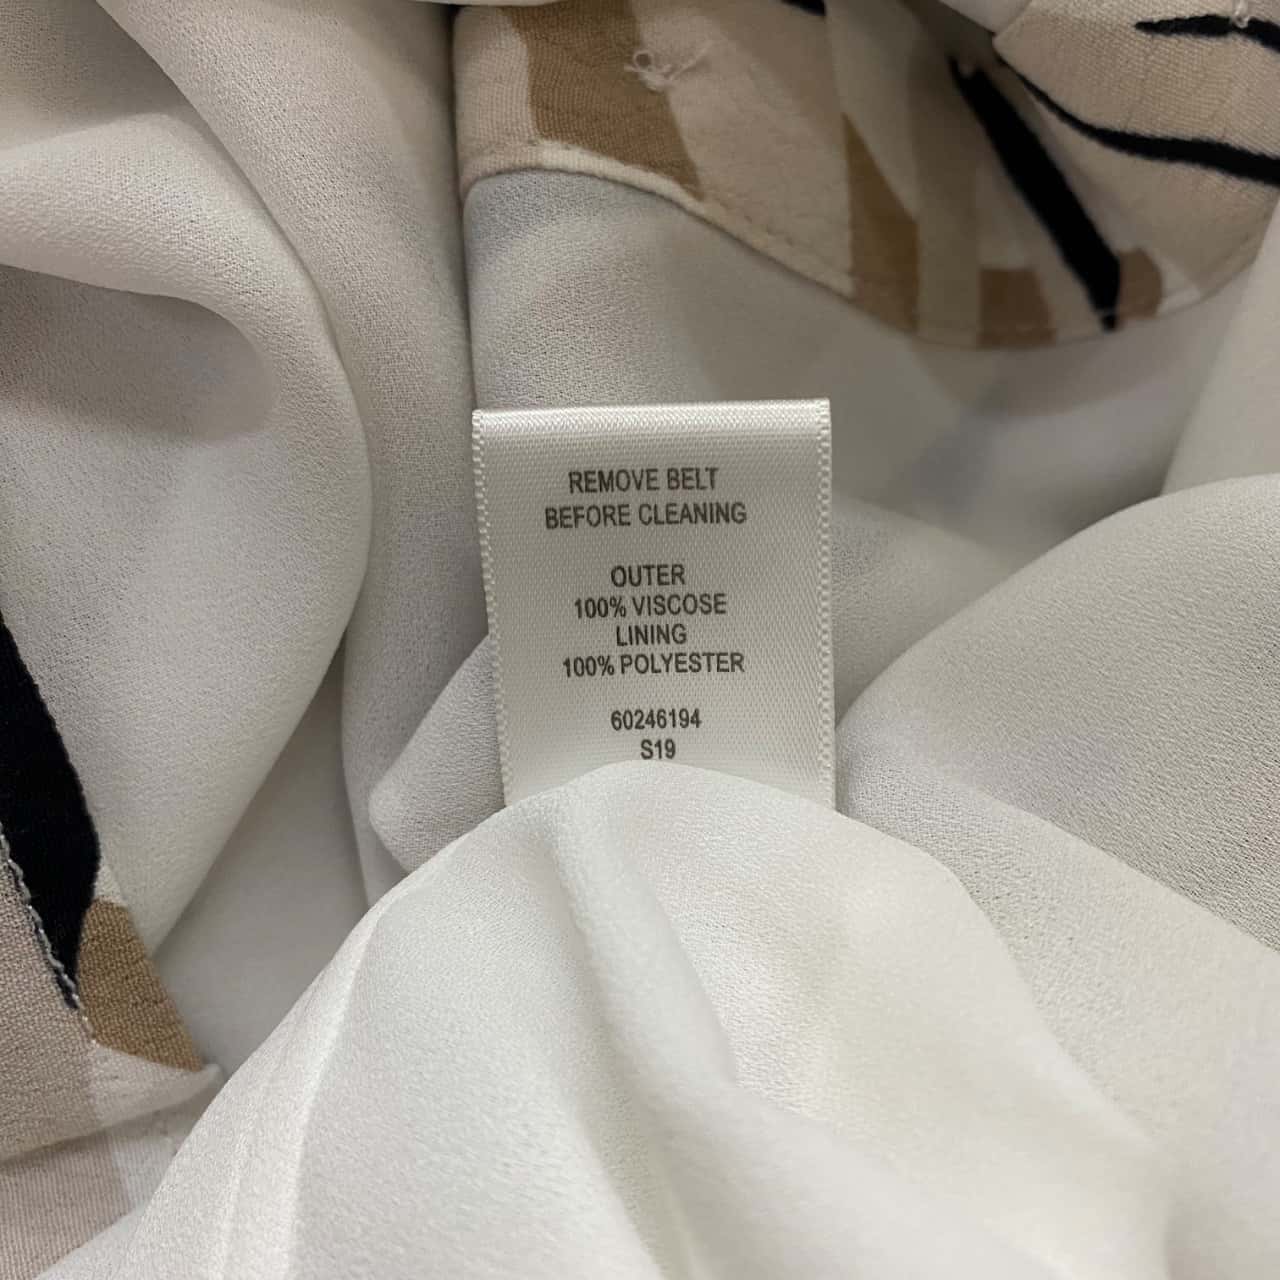 REMOVE BELT
BEFORE CLEANING
OUTER
100% VISCOSE
LINING
100% POLYESTER
60246194
S19